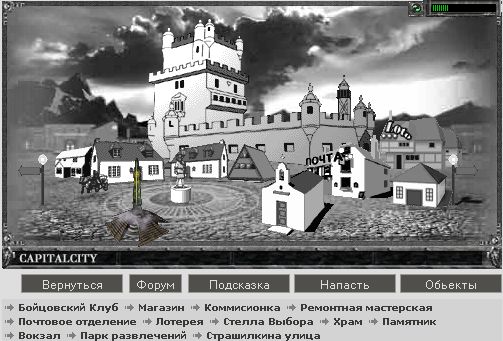 Лото
ПОЧТА
CAPITALCITY
Вернуться Форум Подсказка Напасть Обьекты
Бойцовский Клуб Магазин Комиссионка Ремонтная мастерская
Почтовое отделение Лотерея Стелла Выбора Храм Памятник
Вокзал Парк развлечений Страшилкина улица